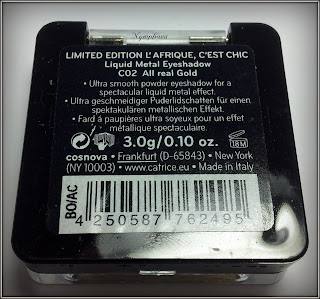 Nymphaea
LIMITED EDITION L'AFRIQUE, C'EST CHIC
Liquid Metal Eyeshadow
C02 All real Gold
• Ultra smooth powder eyeshadow for a
spectacular liquid metal effect.
• Ultra geschmeidiger Puderlidschatten für einen
spektakulären metallischen Effekt.
• Fard à paupières ultra soyeux pour un effet
métallique spectaculaire.
3.0g/0.10 oz.
18M
cosnova • Frankfurt (D-65843) • New York
(NY 10003) • www.catrice.eu • Made in Italy
BO/AC
4 250587 762495